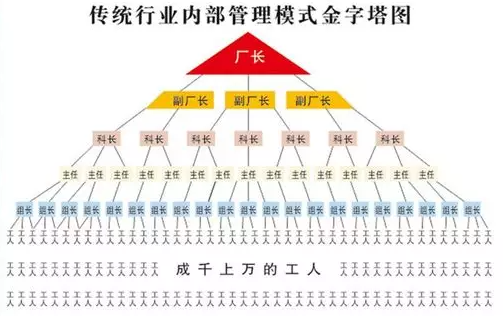 传统行业内部管理模式金字塔图
厂长
副厂长 副厂长 副厂长
科长 科长 科长 科长 科长 科长 科长
主任 主任 主任 主任 主任 主任 主任 主任 主任 主任 主任 主任 主任 主任
组长 组长 组长 组长 组长 组长 组长 组长 组长 组长 组长 组长 组长 组长 组长 组长 组长 组长 组长 组长 组长
成千上万的工人